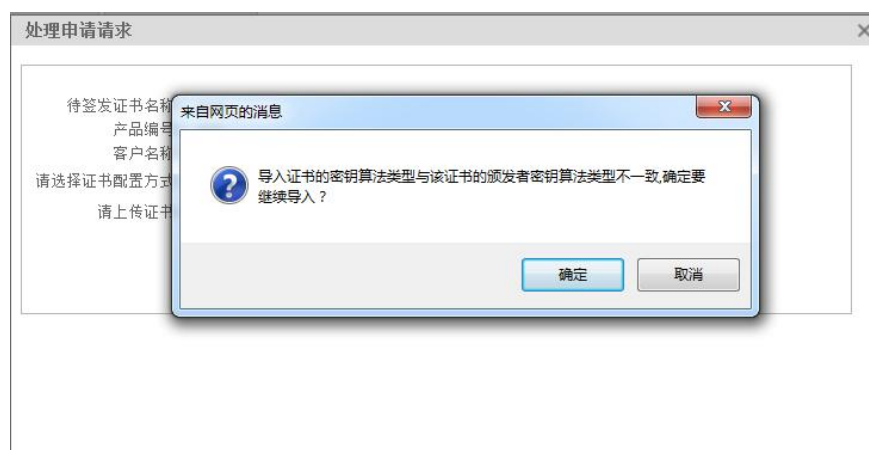 处理申请请求
待签发证书名称
产品编号
客户名称
请选择证书配置方式
请上传证书
来自网页的消息
导入证书的密钥算法类型与该证书的颁发者密钥算法类型不一致,确定要
继续导入？
确定
取消